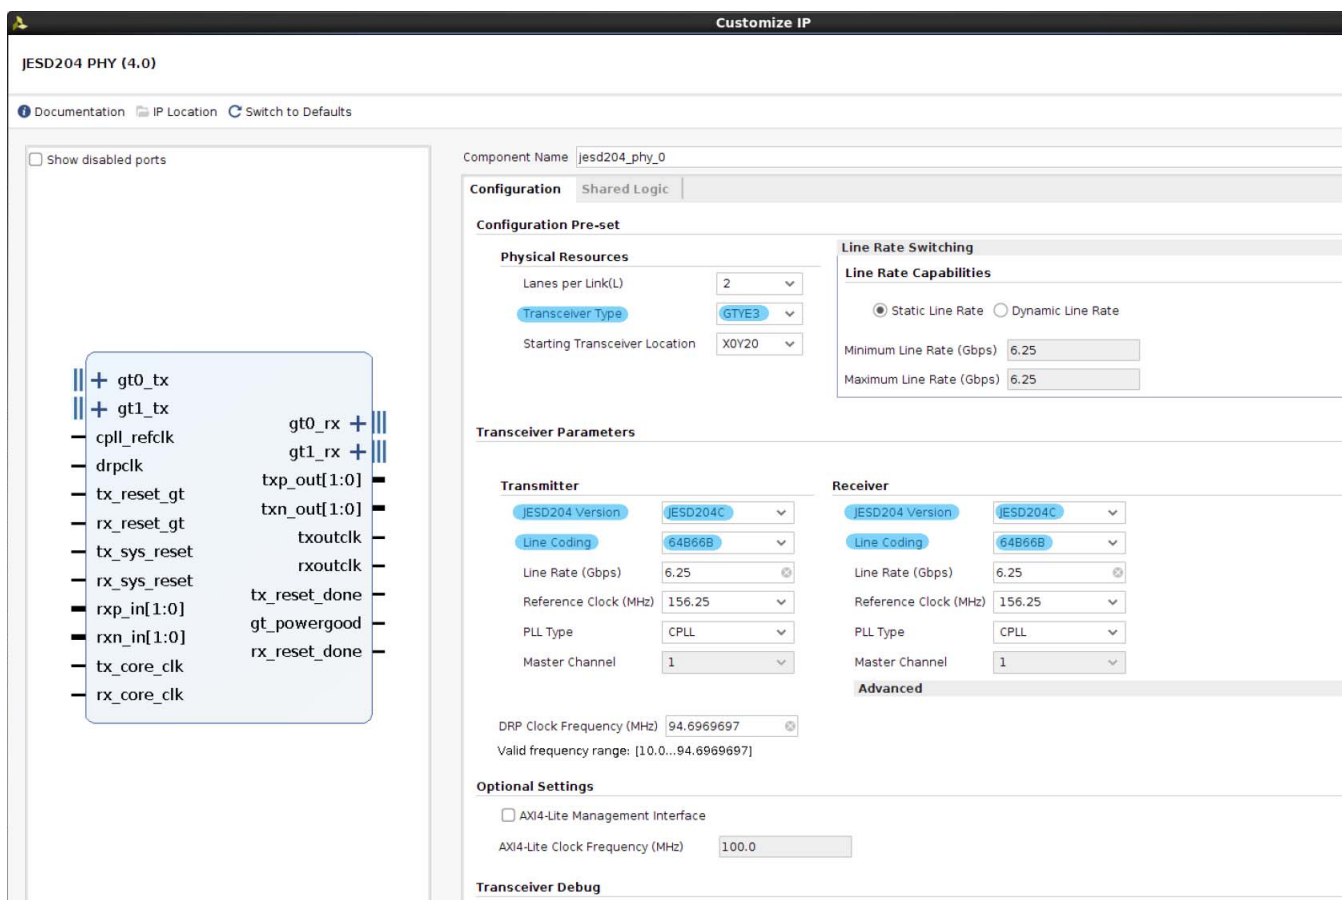 Customize IP
JESD204 PHY (4.0)
Documentation IP Location Switch to Defaults
Show disabled ports
gt0_tx
gt1_tx
cpll_refclk
drpclk
tx_reset_gt
rx_reset_gt
tx_sys_reset
rx_sys_reset
rxp_in[1:0]
rxn_in[1:0]
tx_core_clk
rx_core_clk
gt0_rx
gt1_rx
txp_out[1:0]
txn_out[1:0]
txoutclk
rxoutclk
tx_reset_done
gt_powergood
rx_reset_done
Component Name jesd204_phy_0
Configuration Shared Logic
Configuration Pre-set
Physical Resources
Lanes per Link(L) 2
Transceiver Type GTYE3
Starting Transceiver Location X0Y20
Line Rate Switching
Line Rate Capabilities
Static Line Rate Dynamic Line Rate
Minimum Line Rate (Gbps) 6.25
Maximum Line Rate (Gbps) 6.25
Transceiver Parameters
Transmitter
JESD204 Version JESD204C
Line Coding 64B66B
Line Rate (Gbps) 6.25
Reference Clock (MHz) 156.25
PLL Type CPLL
Master Channel 1
Receiver
JESD204 Version JESD204C
Line Coding 64B66B
Line Rate (Gbps) 6.25
Reference Clock (MHz) 156.25
PLL Type CPLL
Master Channel 1
Advanced
DRP Clock Frequency (MHz) 94.6969697
Valid frequency range: [10.0...94.6969697]
Optional Settings
AXI4-Lite Management Interface
AXI4-Lite Clock Frequency (MHz) 100.0
Transceiver Debug